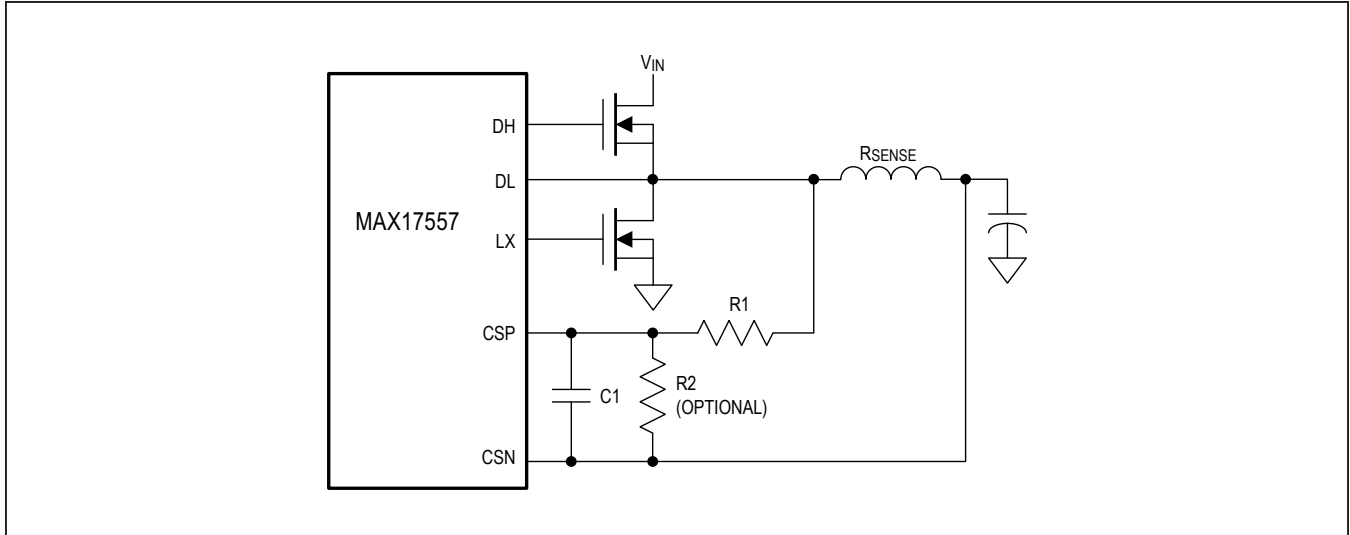 VIN
DH
RSENSE
DL
MAX17557
LX
R1
CSP
R2
C1
(OPTIONAL)
CSN